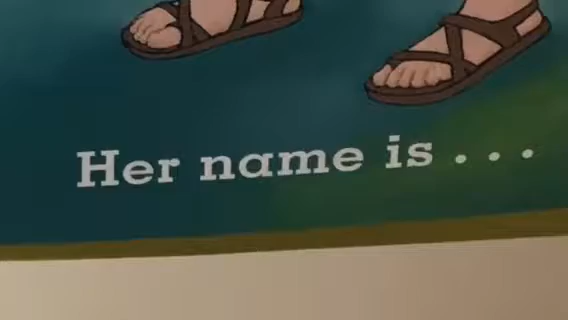 Her name is . . .